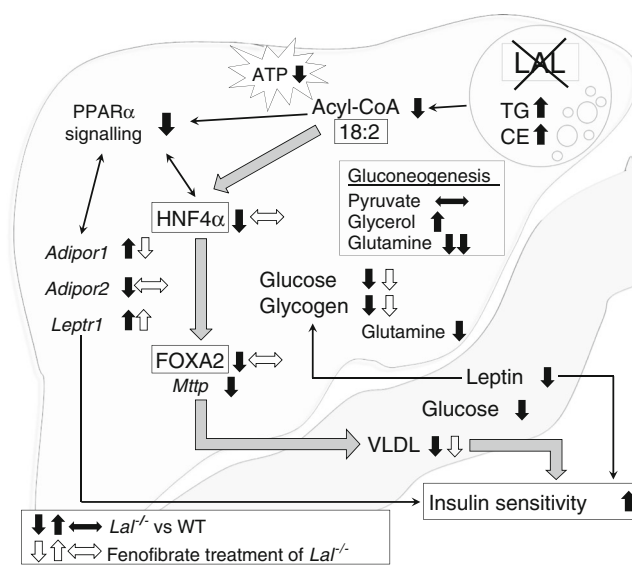 ATP
LAL
PPARα
signalling
Acyl-CoA
18:2
TG
CE
Gluconeogenesis
Pyruvate
Glycerol
Glutamine
HNF4α
Adipor1
Adipor2
Leptr1
Glucose
Glycogen
Glutamine
FOXA2
Mttp
Leptin
Glucose
VLDL
Insulin sensitivity
Lal-/- vs WT
Fenofibrate treatment of Lal-/-